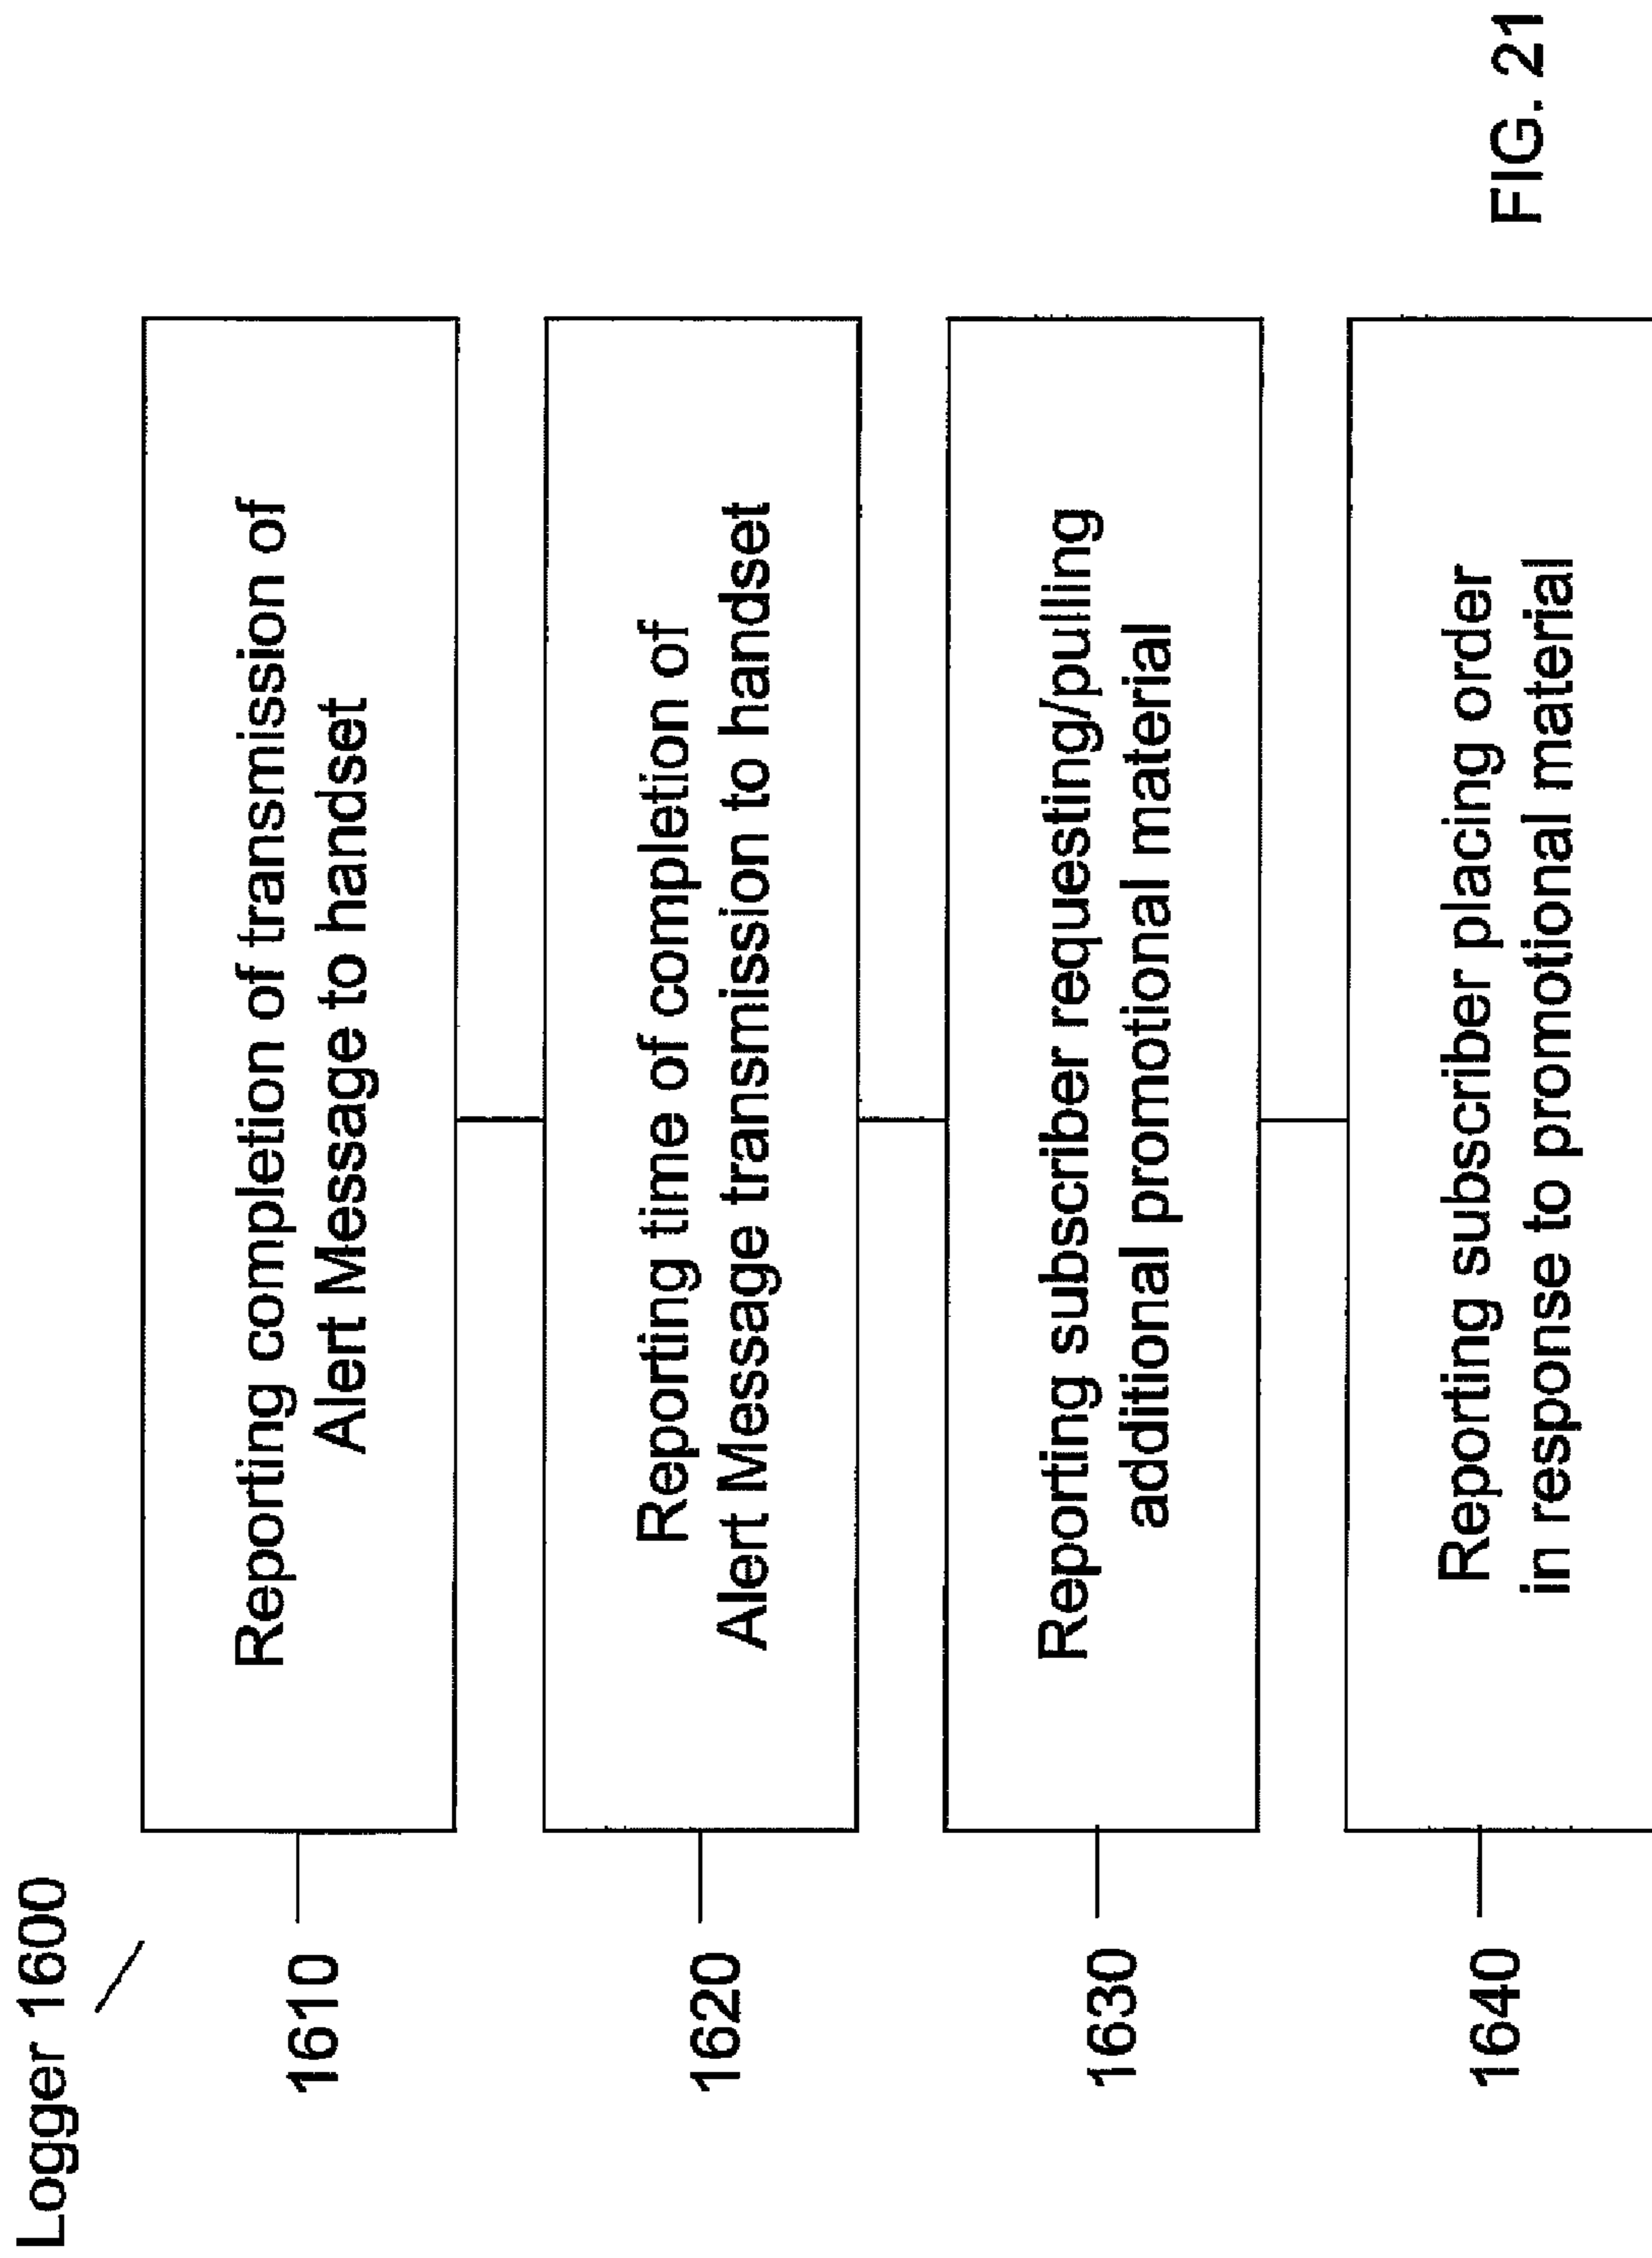 Logger 1600
1610
Reporting completion of transmission of
Alert Message to handset
1620
Reporting time of completion of
Alert Message transmission to handset
1630
Reporting subscriber requesting/pulling
additional promotional material
1640
Reporting subscriber placing order
in response to promotional material
FIG. 21